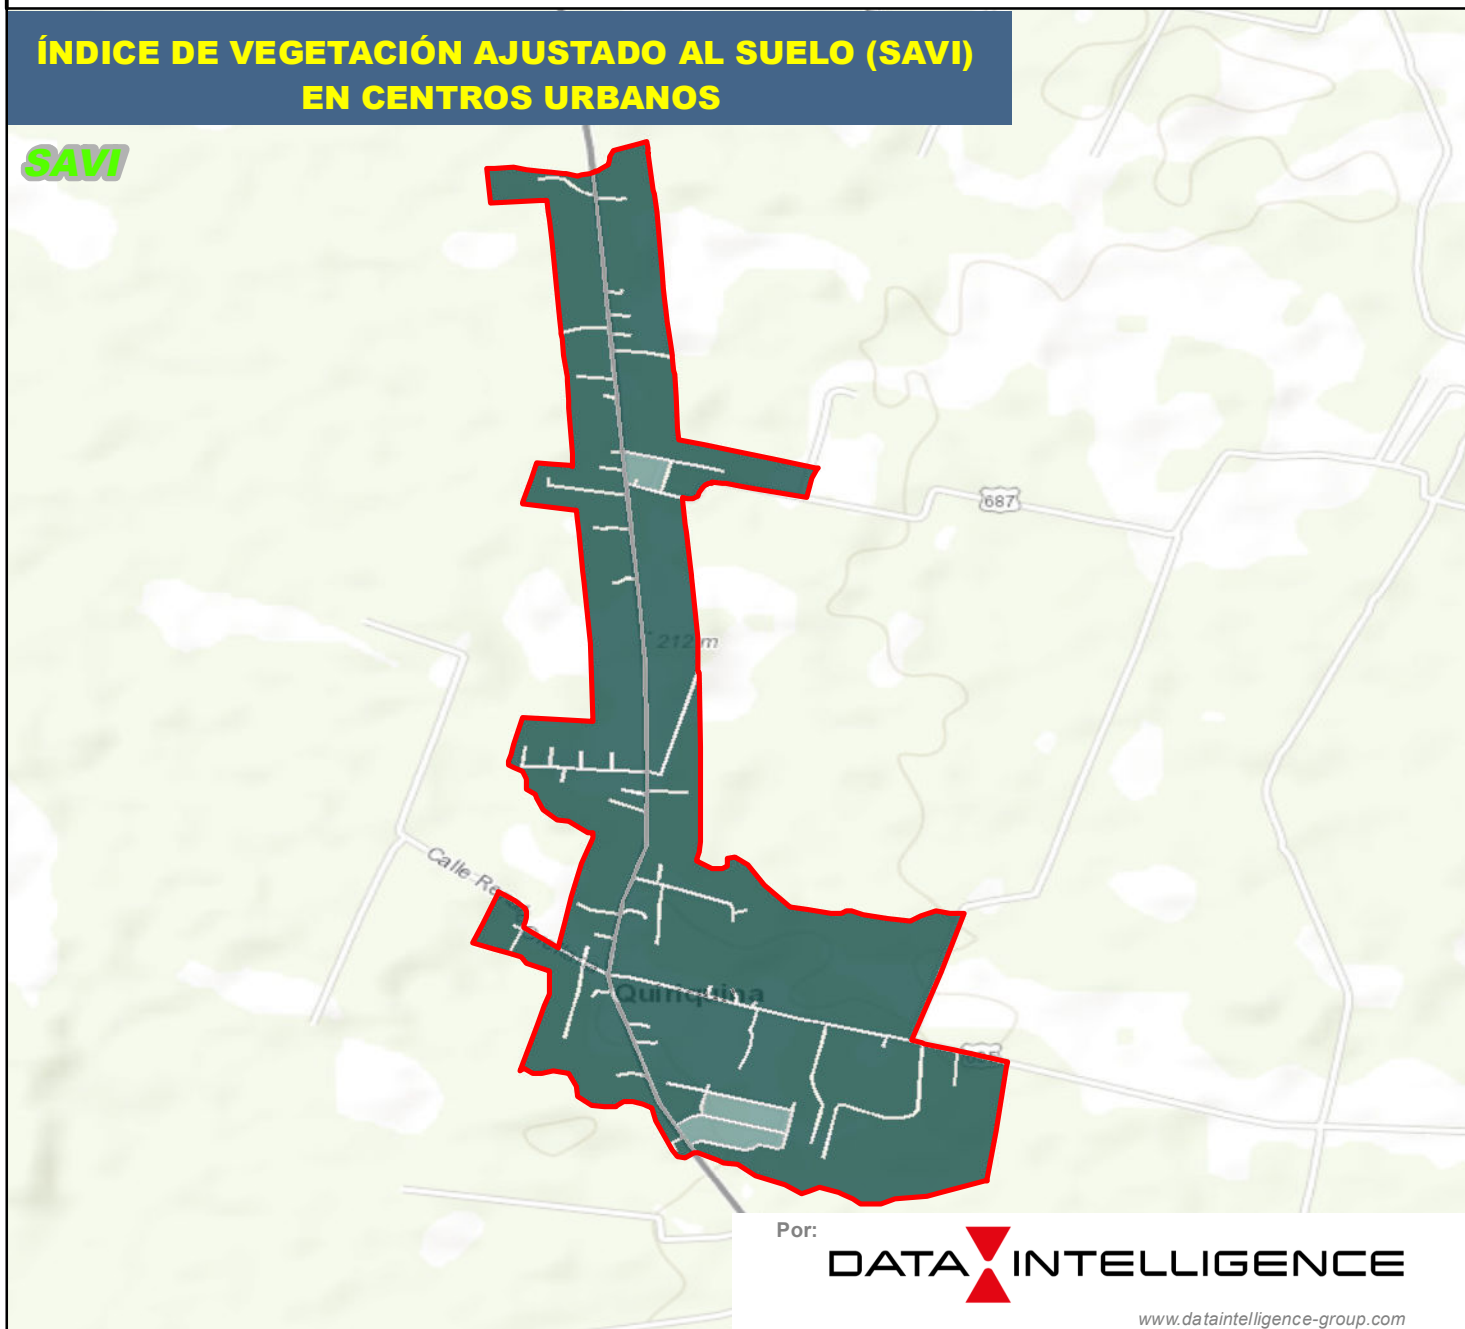 ÍNDICE DE VEGETACIÓN AJUSTADO AL SUELO (SAVI)
EN CENTROS URBANOS
SAVI
687
212 m
Calle
Quiriquina
Por:
DATA INTELLIGENCE
www.dataintelligence-group.com